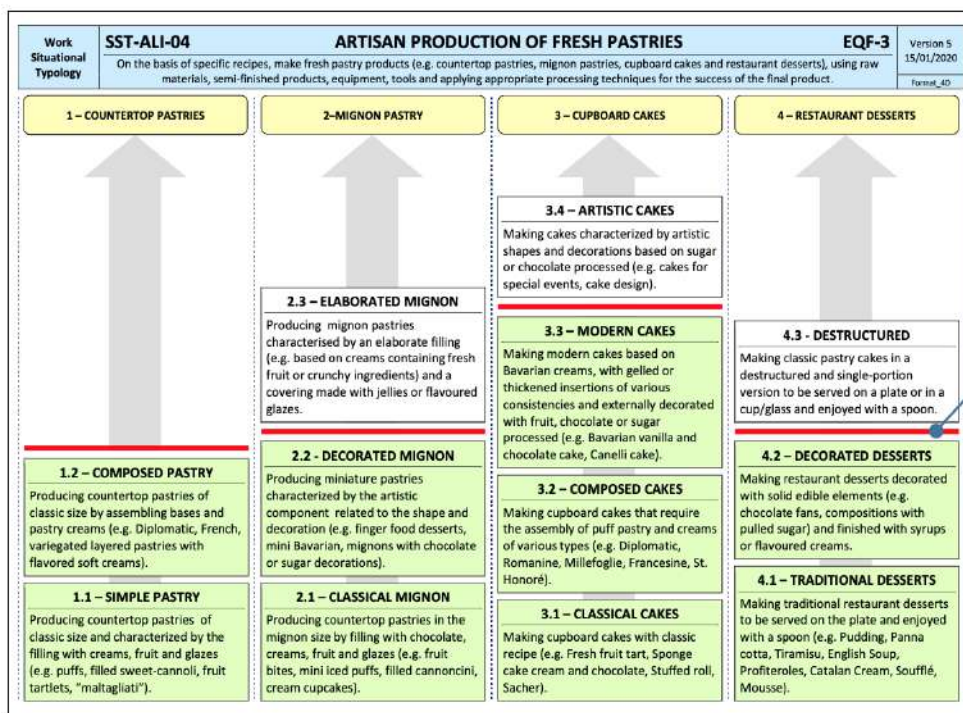 Work
Situational
Typology
SST-ALI-04
ARTISAN PRODUCTION OF FRESH PASTRIES
EQF-3
On the basis of specific recipes, make fresh pastry products (e.g. countertop pastries, mignon pastries, cupboard cakes and restaurant desserts), using raw
materials, semi-finished products, equipment, tools and applying appropriate processing techniques for the success of the final product.
Version 5
15/01/2020
Format_4D
1 – COUNTERTOP PASTRIES
2–MIGNON PASTRY
3 – CUPBOARD CAKES
4 – RESTAURANT DESSERTS
1.2 – COMPOSED PASTRY
Producing countertop pastries of
classic size by assembling bases and
pastry creams (e.g. Diplomatic, French,
variegated layered pastries with
flavored soft creams).
1.1 – SIMPLE PASTRY
Producing countertop pastries of
classic size and characterized by the
filling with creams, fruit and glazes
(e.g. puffs, filled sweet-cannoli, fruit
tartlets, "maltagliati").
2.3 – ELABORATED MIGNON
Producing mignon pastries
characterised by an elaborate filling
(e.g. based on creams containing fresh
fruit or crunchy ingredients) and a
covering made with jellies or flavoured
glazes.
2.2 - DECORATED MIGNON
Producing miniature pastries
characterized by the artistic
component related to the shape and
decoration (e.g. finger food desserts,
mini Bavarian, mignons with chocolate
or sugar decorations).
2.1 – CLASSICAL MIGNON
Producing countertop pastries in the
mignon size by filling with chocolate,
creams, fruit and glazes (e.g. fruit
bites, mini iced puffs, filled cannoncini,
cream cupcakes).
3.4 – ARTISTIC CAKES
Making cakes characterized by artistic
shapes and decorations based on sugar
or chocolate processed (e.g. cakes for
special events, cake design).
3.3 – MODERN CAKES
Making modern cakes based on
Bavarian creams, with gelled or
thickened insertions of various
consistencies and externally decorated
with fruit, chocolate or sugar
processed (e.g. Bavarian vanilla and
chocolate cake, Canelli cake).
3.2 – COMPOSED CAKES
Making cupboard cakes that require
the assembly of puff pastry and creams
of various types (e.g. Diplomatic,
Romanine, Millefoglie, Francesine, St.
Honoré).
3.1 – CLASSICAL CAKES
Making cupboard cakes with classic
recipe (e.g. Fresh fruit tart, Sponge
cake cream and chocolate, Stuffed roll,
Sacher).
4.3 - DESTRUCTURED
Making classic pastry cakes in a
destructured and single-portion
version to be served on a plate or in a
cup/glass and enjoyed with a spoon.
4.2 – DECORATED DESSERTS
Making restaurant desserts decorated
with solid edible elements (e.g.
chocolate fans, compositions with
pulled sugar) and finished with syrups
or flavoured creams.
4.1 – TRADITIONAL DESSERTS
Making traditional restaurant desserts
to be served on the plate and enjoyed
with a spoon (e.g. Pudding, Panna
cotta, Tiramisu, English Soup,
Profiteroles, Catalan Cream, Soufflé,
Mousse).